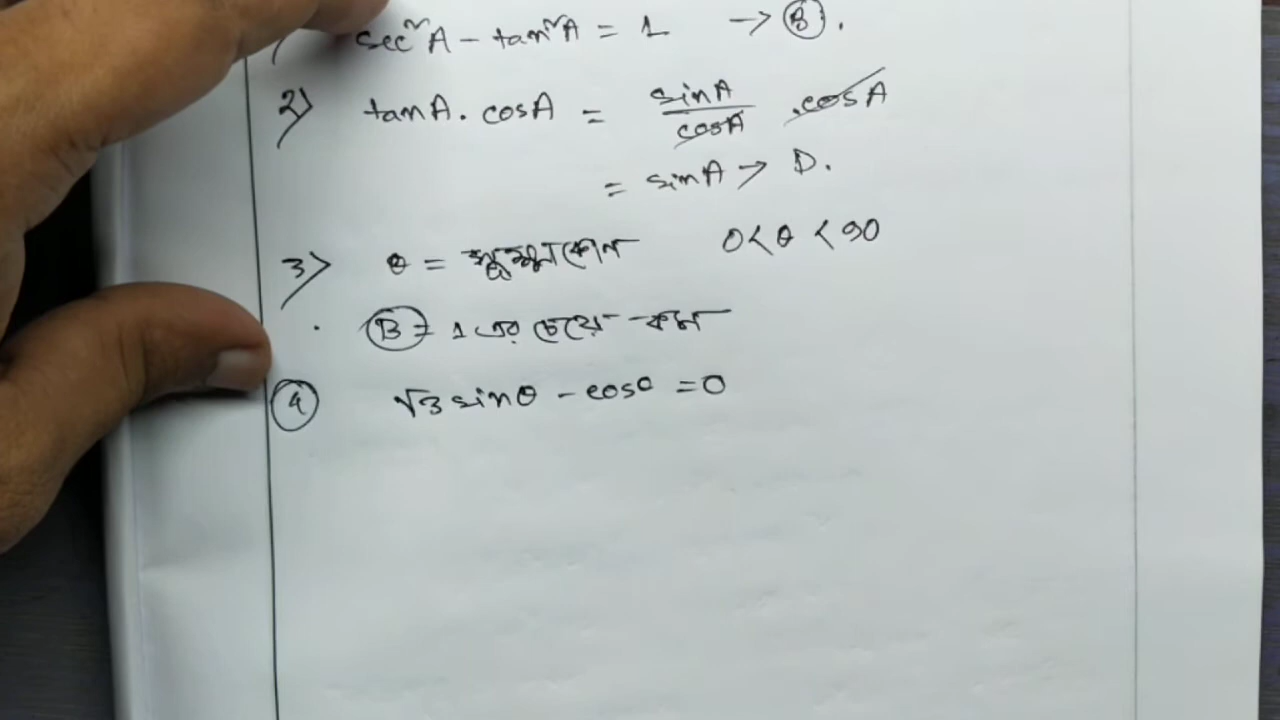 sec²A - tan²A = 1 → B.
2) tanA. cosA = sinA/cosA .cosA
= sinA → D.
3) θ = সূক্ষ্মকোন 0<θ<90
B = 1 এর চেয়ে কম
4 √3 sinθ - cosθ = 0